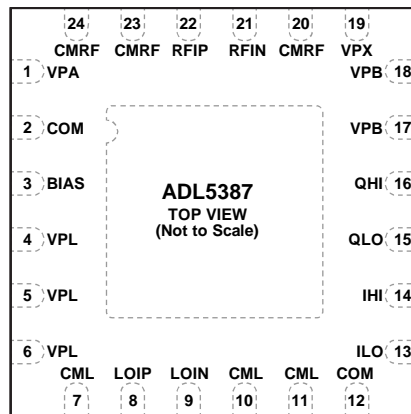 24 23 22 21 20 19
CMRF CMRF RFIP RFIN CMRF VPX
1 VPA VPB 18
2 COM VPB 17
3 BIAS QHI 16
ADL5387
TOP VIEW
(Not to Scale)
4 VPL QLO 15
5 VPL IHI 14
6 VPL ILO 13
CML LOIP LOIN CML CML COM
7 8 9 10 11 12